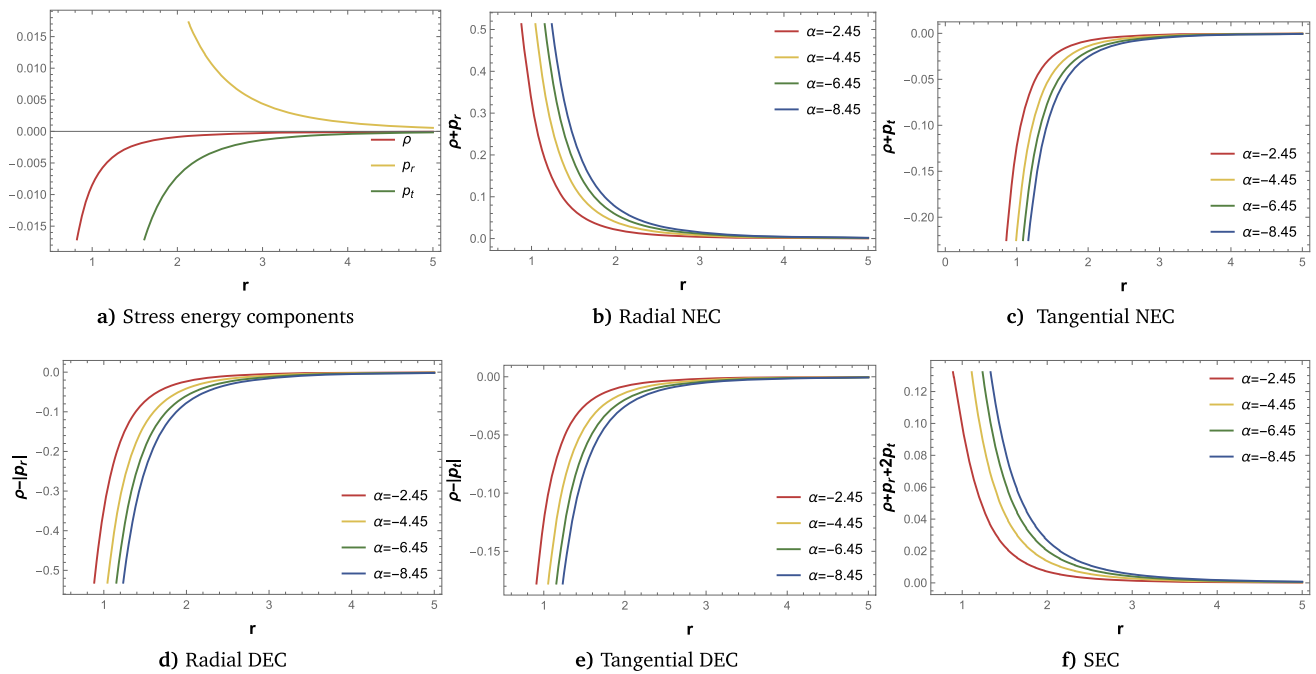 0.015
0.010
0.005
0.000
−0.005
−0.010
−0.015
ρ
p_r
p_t
1 2 3 4 5
r
a) Stress energy components
ρ+p_r
0.5
0.4
0.3
0.2
0.1
0.0
α=−2.45
α=−4.45
α=−6.45
α=−8.45
1 2 3 4 5
r
b) Radial NEC
ρ+p_t
0.00
−0.05
−0.10
−0.15
−0.20
α=−2.45
α=−4.45
α=−6.45
α=−8.45
0 1 2 3 4 5
r
c) Tangential NEC
ρ−|p_r|
0.0
−0.1
−0.2
−0.3
−0.4
−0.5
α=−2.45
α=−4.45
α=−6.45
α=−8.45
1 2 3 4 5
r
d) Radial DEC
ρ−|p_t|
0.00
−0.05
−0.10
−0.15
α=−2.45
α=−4.45
α=−6.45
α=−8.45
1 2 3 4 5
r
e) Tangential DEC
ρ+p_r+2p_t
0.12
0.10
0.08
0.06
0.04
0.02
0.00
α=−2.45
α=−4.45
α=−6.45
α=−8.45
1 2 3 4 5
r
f) SEC